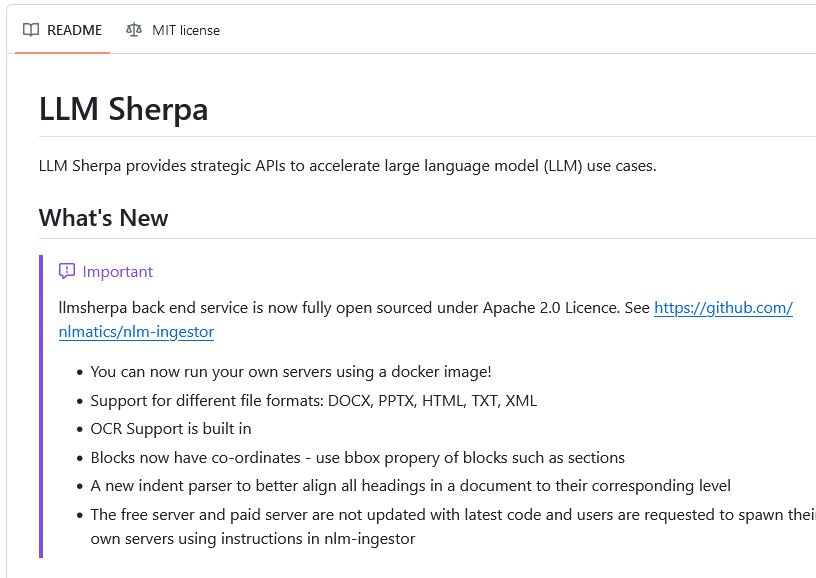 README MIT license
LLM Sherpa
LLM Sherpa provides strategic APIs to accelerate large language model (LLM) use cases.
What's New
Important
llmsherpa back end service is now fully open sourced under Apache 2.0 Licence. See https://github.com/
nlmatics/nlm-ingestor
• You can now run your own servers using a docker image!
• Support for different file formats: DOCX, PPTX, HTML, TXT, XML
• OCR Support is built in
• Blocks now have co-ordinates - use bbox propery of blocks such as sections
• A new indent parser to better align all headings in a document to their corresponding level
• The free server and paid server are not updated with latest code and users are requested to spawn their
own servers using instructions in nlm-ingestor